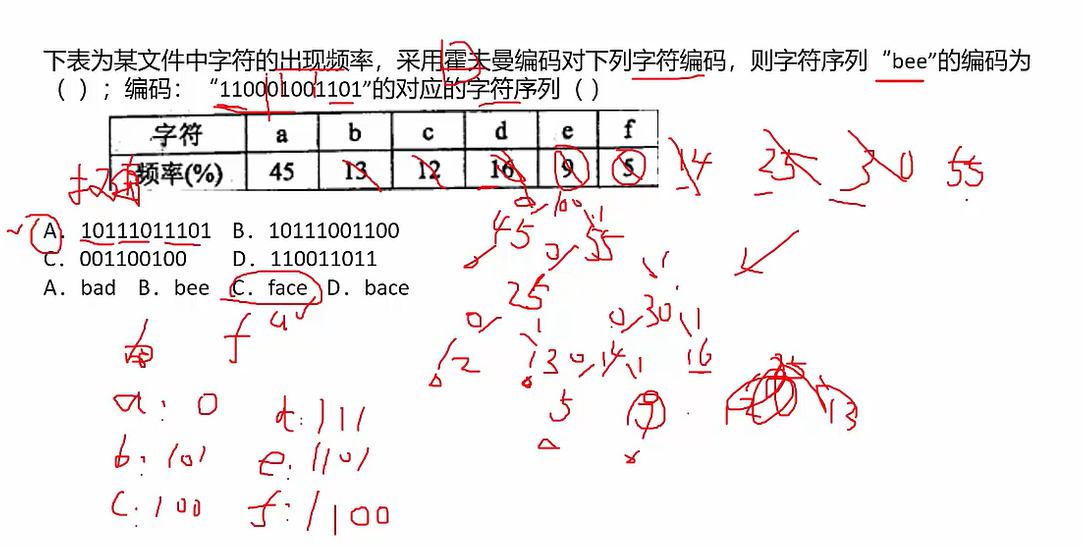 下表为某文件中字符的出现频率，采用霍夫曼编码对下列字符编码，则字符序列 “bee”的编码为
（ ）；编码： “110001001101”的对应的字符序列（ ）
字符 a b c d e f
频率(%) 45 13 12 16 9 5
14 25 30 55
0 100 1
45 0 55 1
A．10111011101 B．10111001100
C．001100100 D．110011011
A．bad B．bee C．face D．bace
0 25 1 0 30 1
f a
12 13 0 14 1 16
25
5 9 13
a: 0 d: 111
b: 101 e: 1101
c: 100 f: 1100